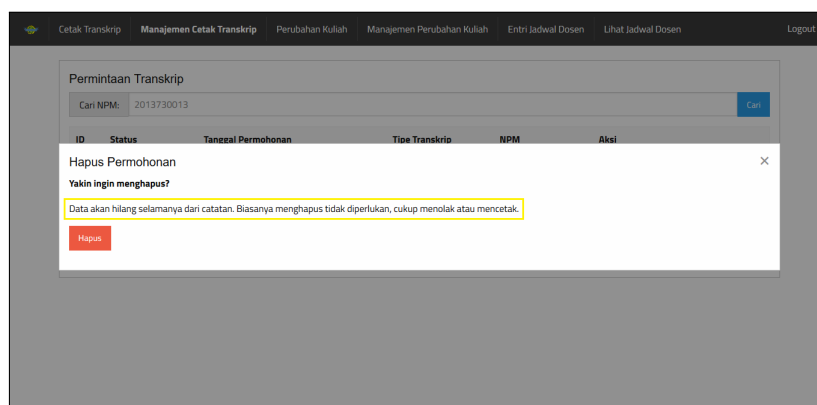 Cetak Transkrip Manajemen Cetak Transkrip Perubahan Kuliah Manajemen Perubahan Kuliah Entri Jadwal Dosen Lihat Jadwal Dosen Logout
Permintaan Transkrip
Cari NPM: 2013730013 Cari
ID Status Tanggal Permohonan Tipe Transkrip NPM Aksi
Hapus Permohonan ×
Yakin ingin menghapus?
Data akan hilang selamanya dari catatan. Biasanya menghapus tidak diperlukan, cukup menolak atau mencetak.
Hapus